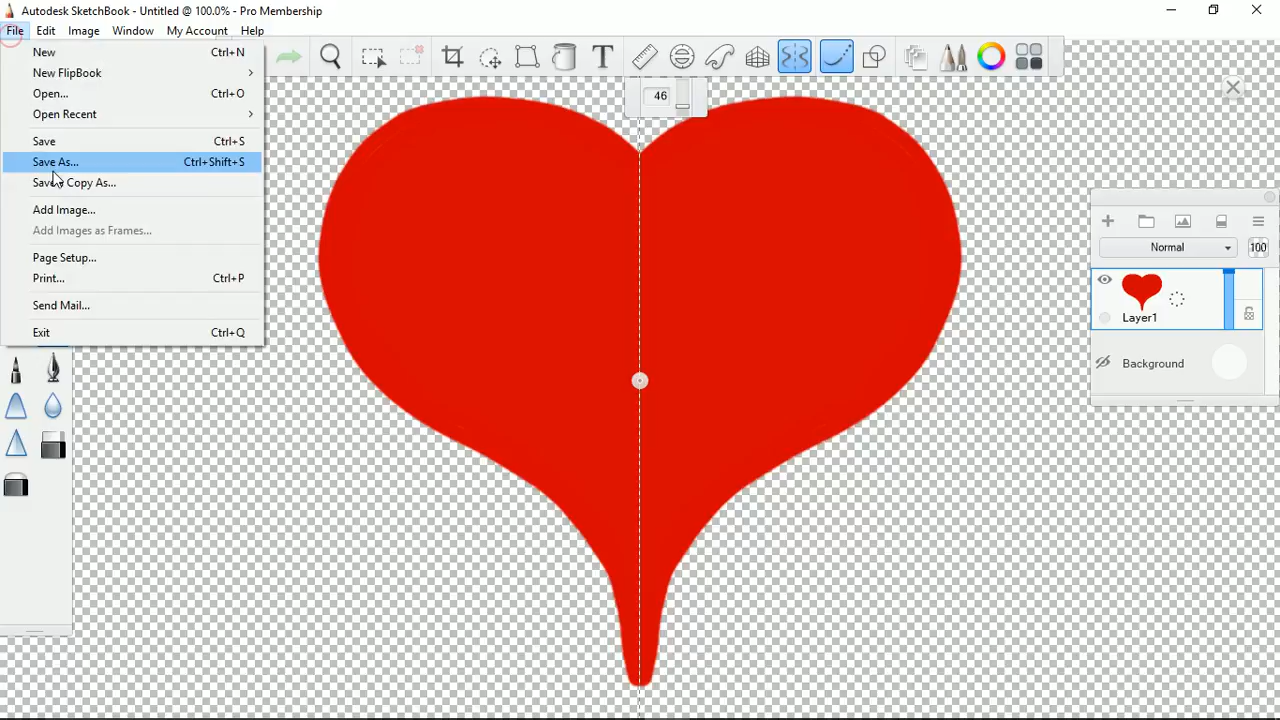 Autodesk SketchBook - Untitled @ 100.0% - Pro Membership
File Edit Image Window My Account Help
New Ctrl+N
New FlipBook
Open... Ctrl+O
Open Recent
Save Ctrl+S
Save As... Ctrl+Shift+S
Save Copy As...
Add Image...
Add Images as Frames...
Page Setup...
Print... Ctrl+P
Send Mail...
Exit Ctrl+Q
T
46
Normal 100
Layer1
Background